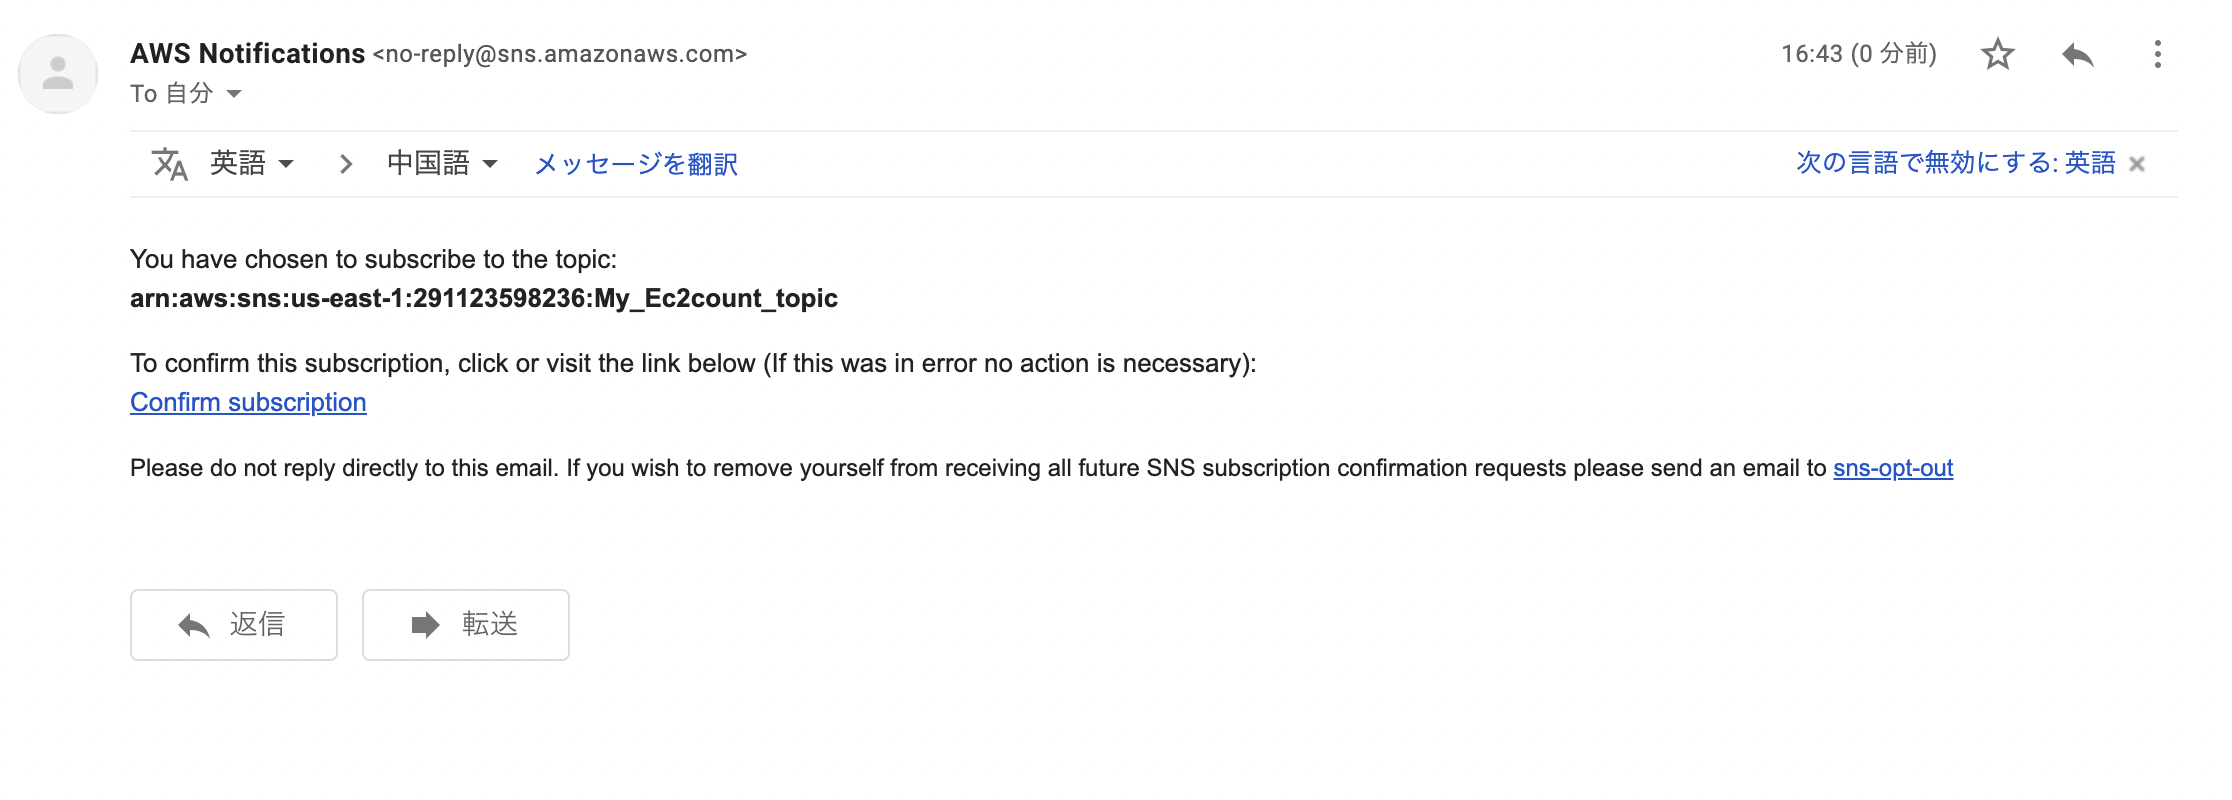 AWS Notifications <no-reply@sns.amazonaws.com>
16:43 (0 分前)
To 自分
英語 > 中国語 メッセージを翻訳
次の言語で無効にする: 英語 ×
You have chosen to subscribe to the topic:
arn:aws:sns:us-east-1:291123598236:My_Ec2count_topic
To confirm this subscription, click or visit the link below (If this was in error no action is necessary):
Confirm subscription
Please do not reply directly to this email. If you wish to remove yourself from receiving all future SNS subscription confirmation requests please send an email to sns-opt-out
返信
転送